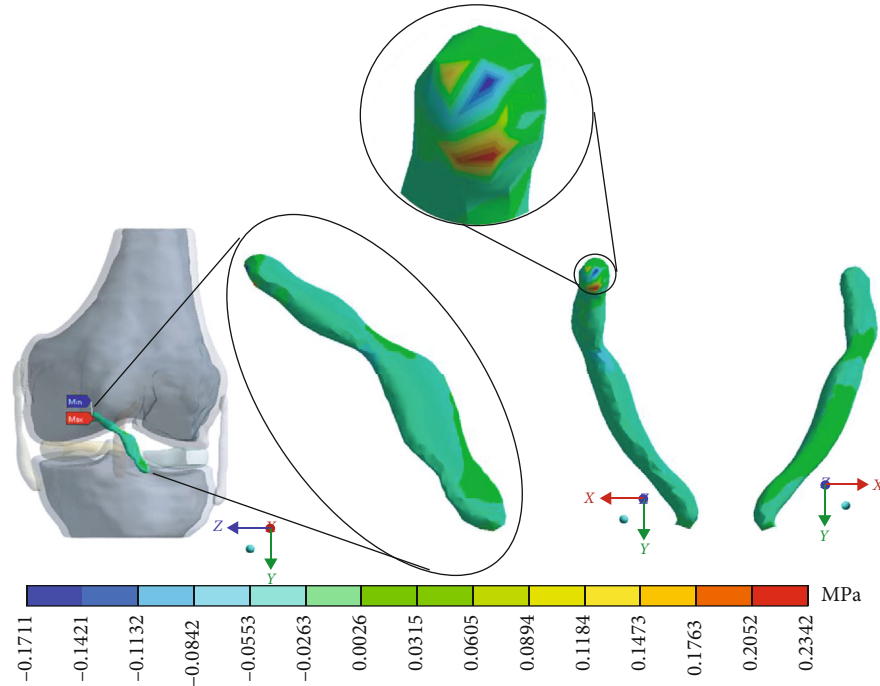 Min
Max
Z
X
Y
X
Z
Y
Z
X
Y
MPa
−0.1711
−0.1421
−0.1132
−0.0842
−0.0553
−0.0263
0.0026
0.0315
0.0605
0.0894
0.1184
0.1473
0.1763
0.2052
0.2342